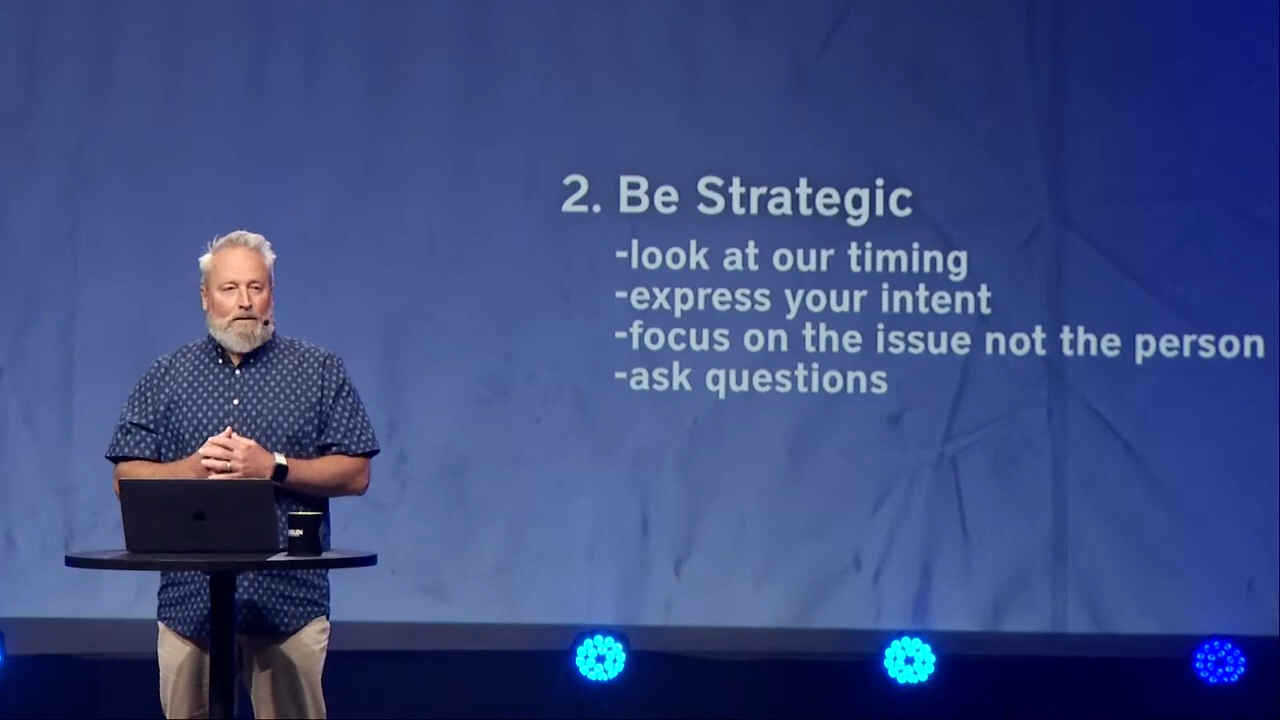 2. Be Strategic
-look at our timing
-express your intent
-focus on the issue not the person
-ask questions